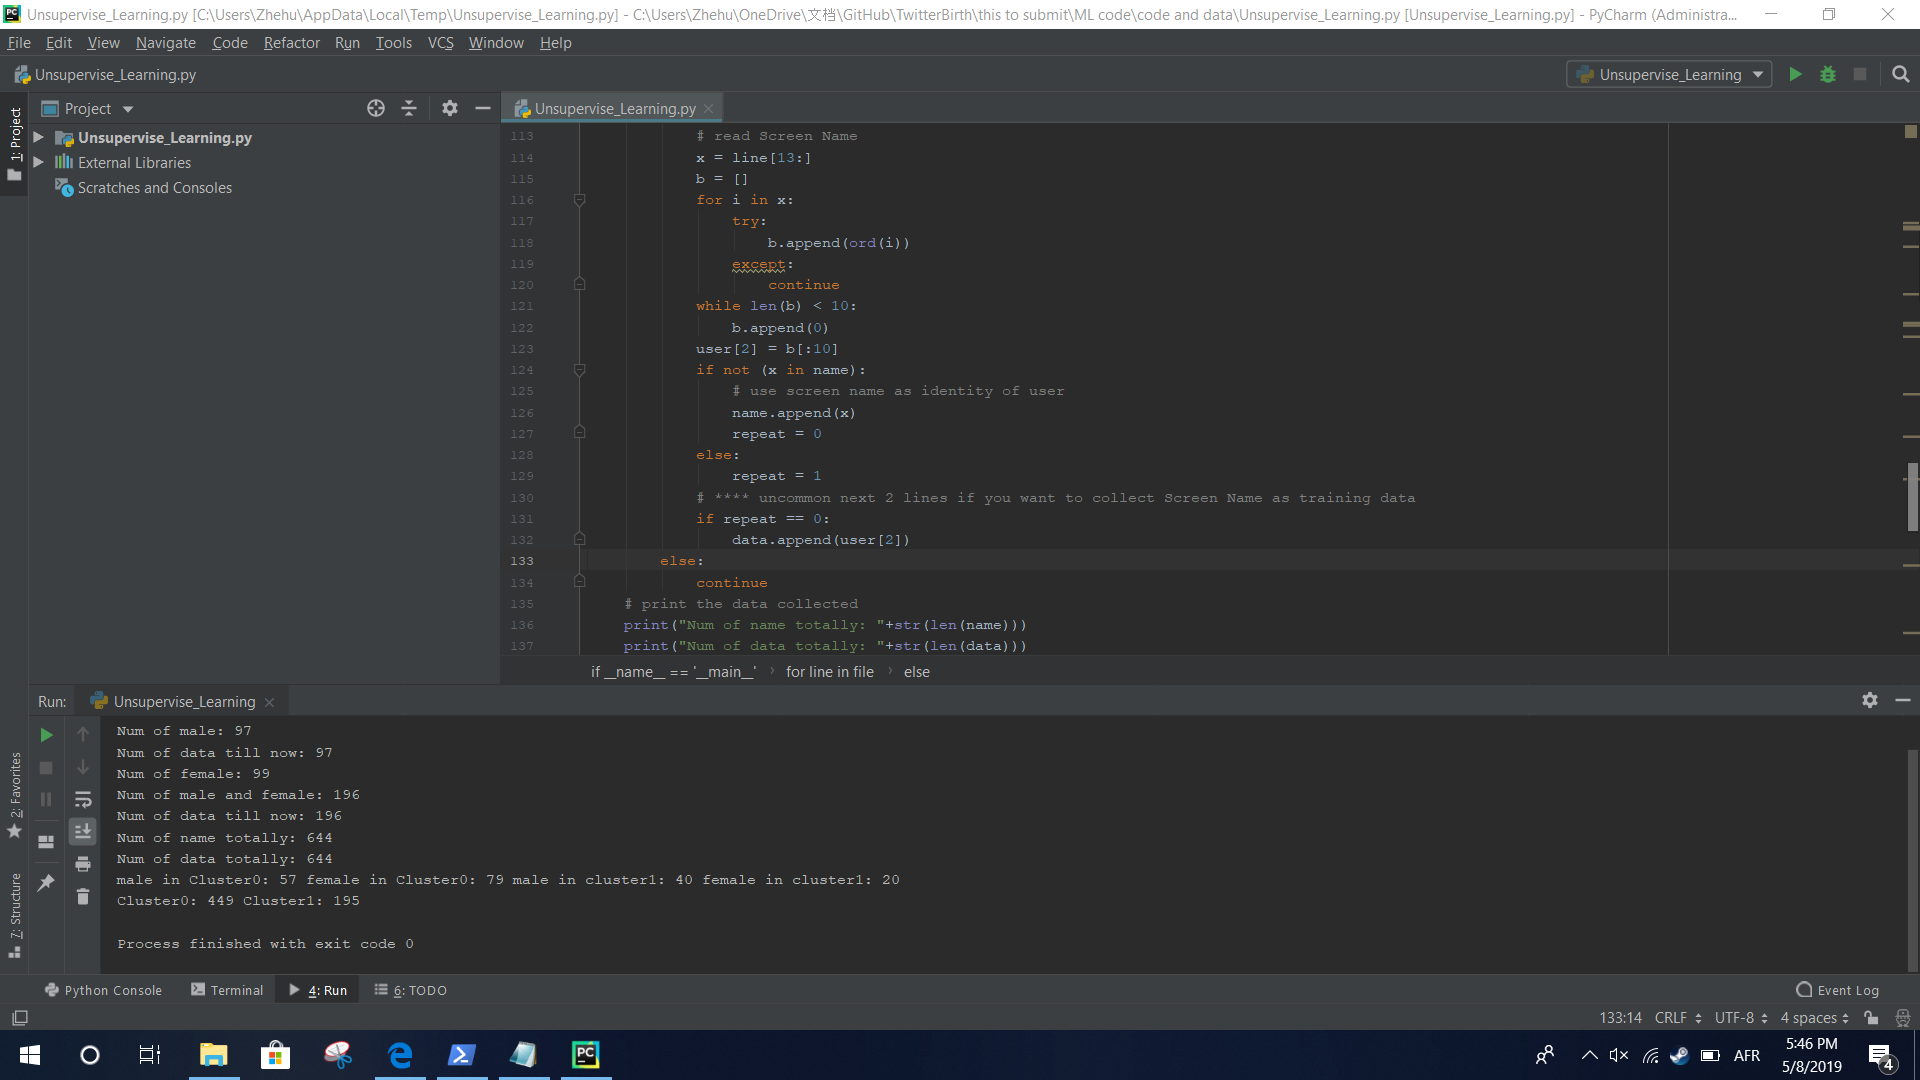 Unsupervise_Learning.py [C:\Users\Zhehu\AppData\Local\Temp\Unsupervise_Learning.py] - C:\Users\Zhehu\OneDrive\文档\GitHub\TwitterBirth\this to submit\ML code\code and data\Unsupervise_Learning.py [Unsupervise_Learning.py] - PyCharm (Administra...
File Edit View Navigate Code Refactor Run Tools VCS Window Help
Unsupervise_Learning.py
Unsupervise_Learning
1: Project
Project
Unsupervise_Learning.py
External Libraries
Scratches and Consoles
Unsupervise_Learning.py
113 # read Screen Name
114 x = line[13:]
115 b = []
116 for i in x:
117 try:
118 b.append(ord(i))
119 except:
120 continue
121 while len(b) < 10:
122 b.append(0)
123 user[2] = b[:10]
124 if not (x in name):
125 # use screen name as identity of user
126 name.append(x)
127 repeat = 0
128 else:
129 repeat = 1
130 # **** uncommon next 2 lines if you want to collect Screen Name as training data
131 if repeat == 0:
132 data.append(user[2])
133 else:
134 continue
135 # print the data collected
136 print("Num of name totally: "+str(len(name)))
137 print("Num of data totally: "+str(len(data)))
if __name__ == '__main__' › for line in file › else
Run: Unsupervise_Learning
2: Favorites
7: Structure
Num of male: 97
Num of data till now: 97
Num of female: 99
Num of male and female: 196
Num of data till now: 196
Num of name totally: 644
Num of data totally: 644
male in Cluster0: 57 female in Cluster0: 79 male in cluster1: 40 female in cluster1: 20
Cluster0: 449 Cluster1: 195
Process finished with exit code 0
Python Console Terminal 4: Run 6: TODO Event Log
133:14 CRLF UTF-8 4 spaces
PC
AFR
5:46 PM
5/8/2019
4